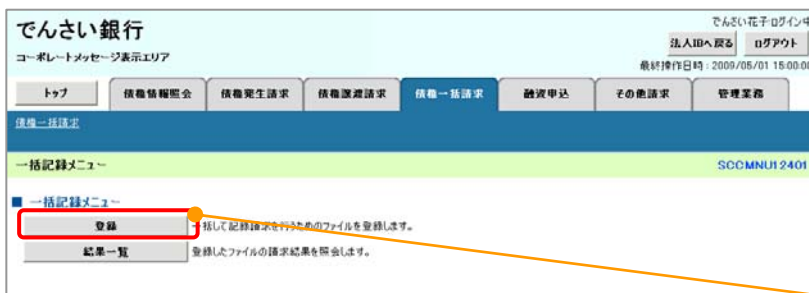 でんさい銀行
でんさい花子:ログイン中
コーポレートメッセージ表示エリア
法人IBへ戻る ログアウト
最終操作日時:2009/05/01 15:00:00
トップ 債権情報照会 債権発生請求 債権譲渡請求 債権一括請求 融資申込 その他請求 管理業務
債権一括請求
一括記録メニュー SCCMNU12401
■ 一括記録メニュー
登録 一括して記録請求を行うためのファイルを登録します。
結果一覧 登録したファイルの請求結果を照会します。